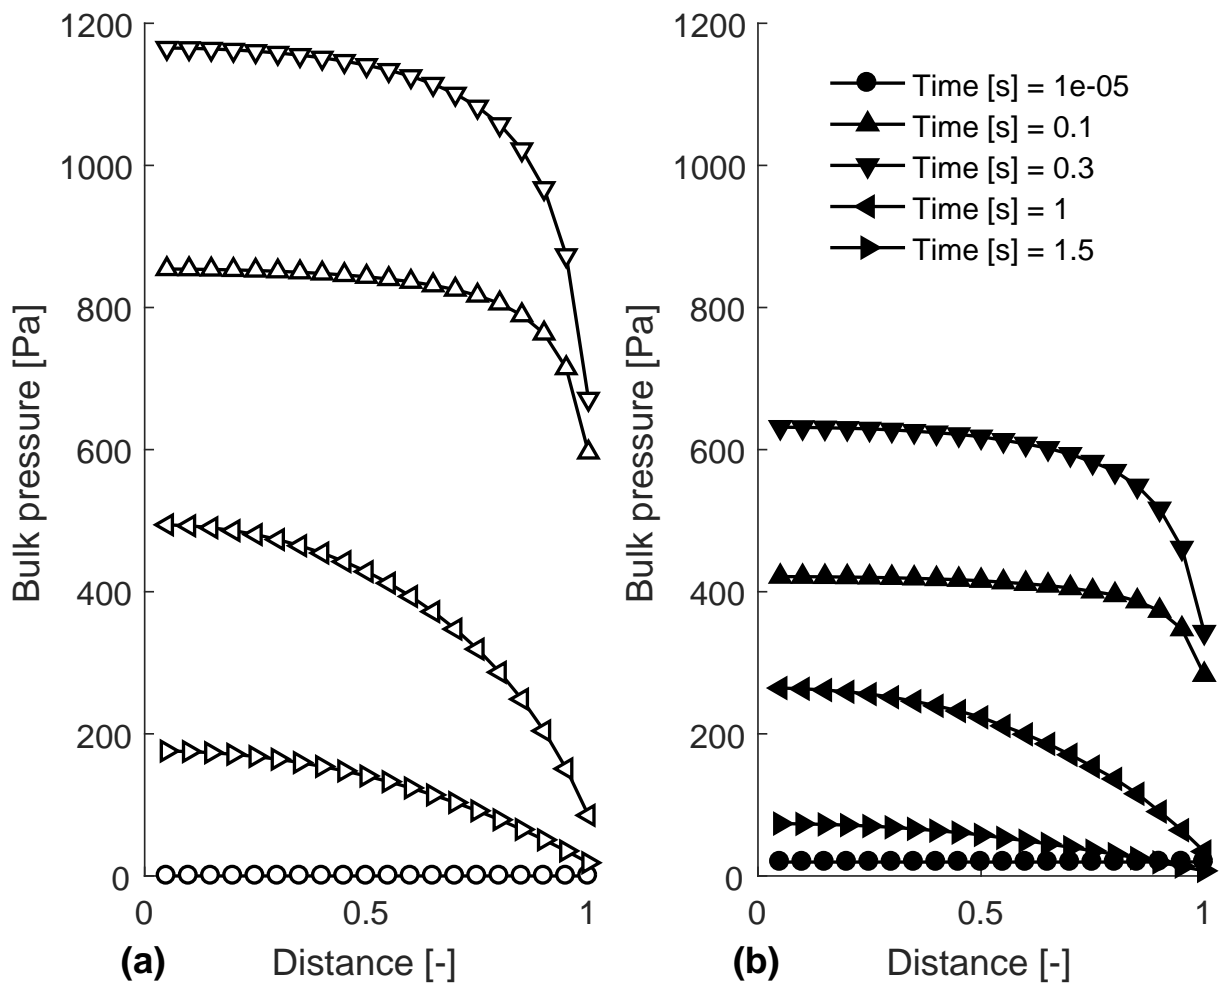 1200
1000
800
600
400
200
0
0
0.5
1
Bulk pressure [Pa]
Distance [-]
(a)
1200
1000
800
600
400
200
0
0
0.5
1
Bulk pressure [Pa]
Distance [-]
(b)
Time [s] = 1e-05
Time [s] = 0.1
Time [s] = 0.3
Time [s] = 1
Time [s] = 1.5